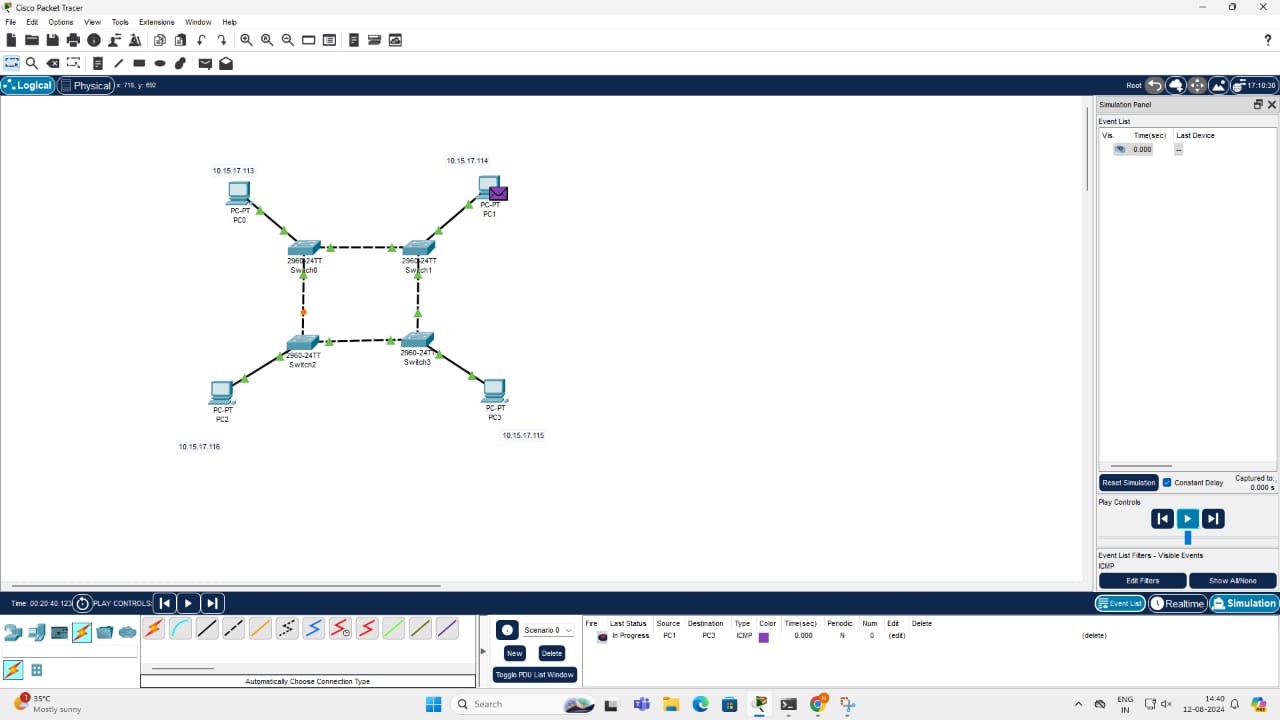 Cisco Packet Tracer
File Edit Options View Tools Extensions Window Help
?
Logical Physical x: 718, y: 692 Root 17:10:30
Simulation Panel
Event List
Vis. Time(sec) Last Device
0.000 --
10.15.17.113
10.15.17.114
PC-PT
PC0
PC-PT
PC1
2960-24TT
Switch0
2960-24TT
Switch1
2960-24TT
Switch2
2960-24TT
Switch3
PC-PT
PC2
PC-PT
PC3
10.15.17.116
10.15.17.115
Reset Simulation Constant Delay Captured to:
0.000 s
Play Controls
Event List Filters - Visible Events
ICMP
Edit Filters Show All/None
Time: 00:20:40.123 PLAY CONTROLS: Event List Realtime Simulation
Scenario 0
New Delete
Toggle PDU List Window
Fire Last Status Source Destination Type Color Time(sec) Periodic Num Edit Delete
In Progress PC1 PC3 ICMP 0.000 N 0 (edit) (delete)
Automatically Choose Connection Type
1
35°C
Mostly sunny
Search
ENG
IN
14:40
12-08-2024